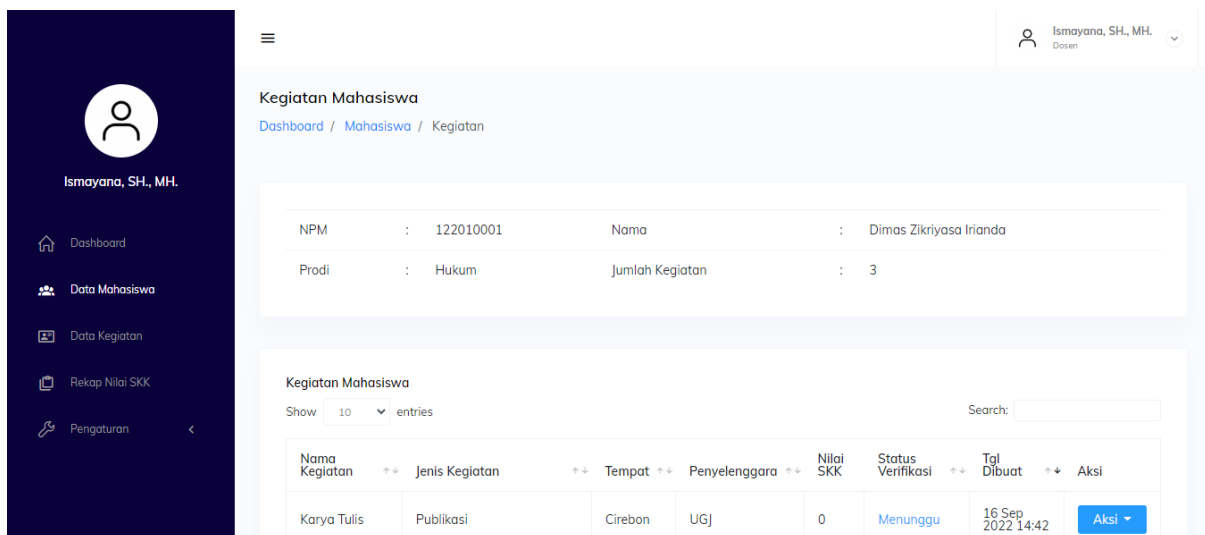 Ismayana, SH., MH.
Dosen
Ismayana, SH., MH.
Dashboard
Data Mahasiswa
Data Kegiatan
Rekap Nilai SKK
Pengaturan
Kegiatan Mahasiswa
Dashboard / Mahasiswa / Kegiatan
NPM : 122010001 Nama : Dimas Zikriyasa Irianda
Prodi : Hukum Jumlah Kegiatan : 3
Kegiatan Mahasiswa
Show 10 entries Search:
Nama Kegiatan Jenis Kegiatan Tempat Penyelenggara Nilai SKK Status Verifikasi Tgl Dibuat Aksi
Karya Tulis Publikasi Cirebon UGJ 0 Menunggu 16 Sep 2022 14:42 Aksi